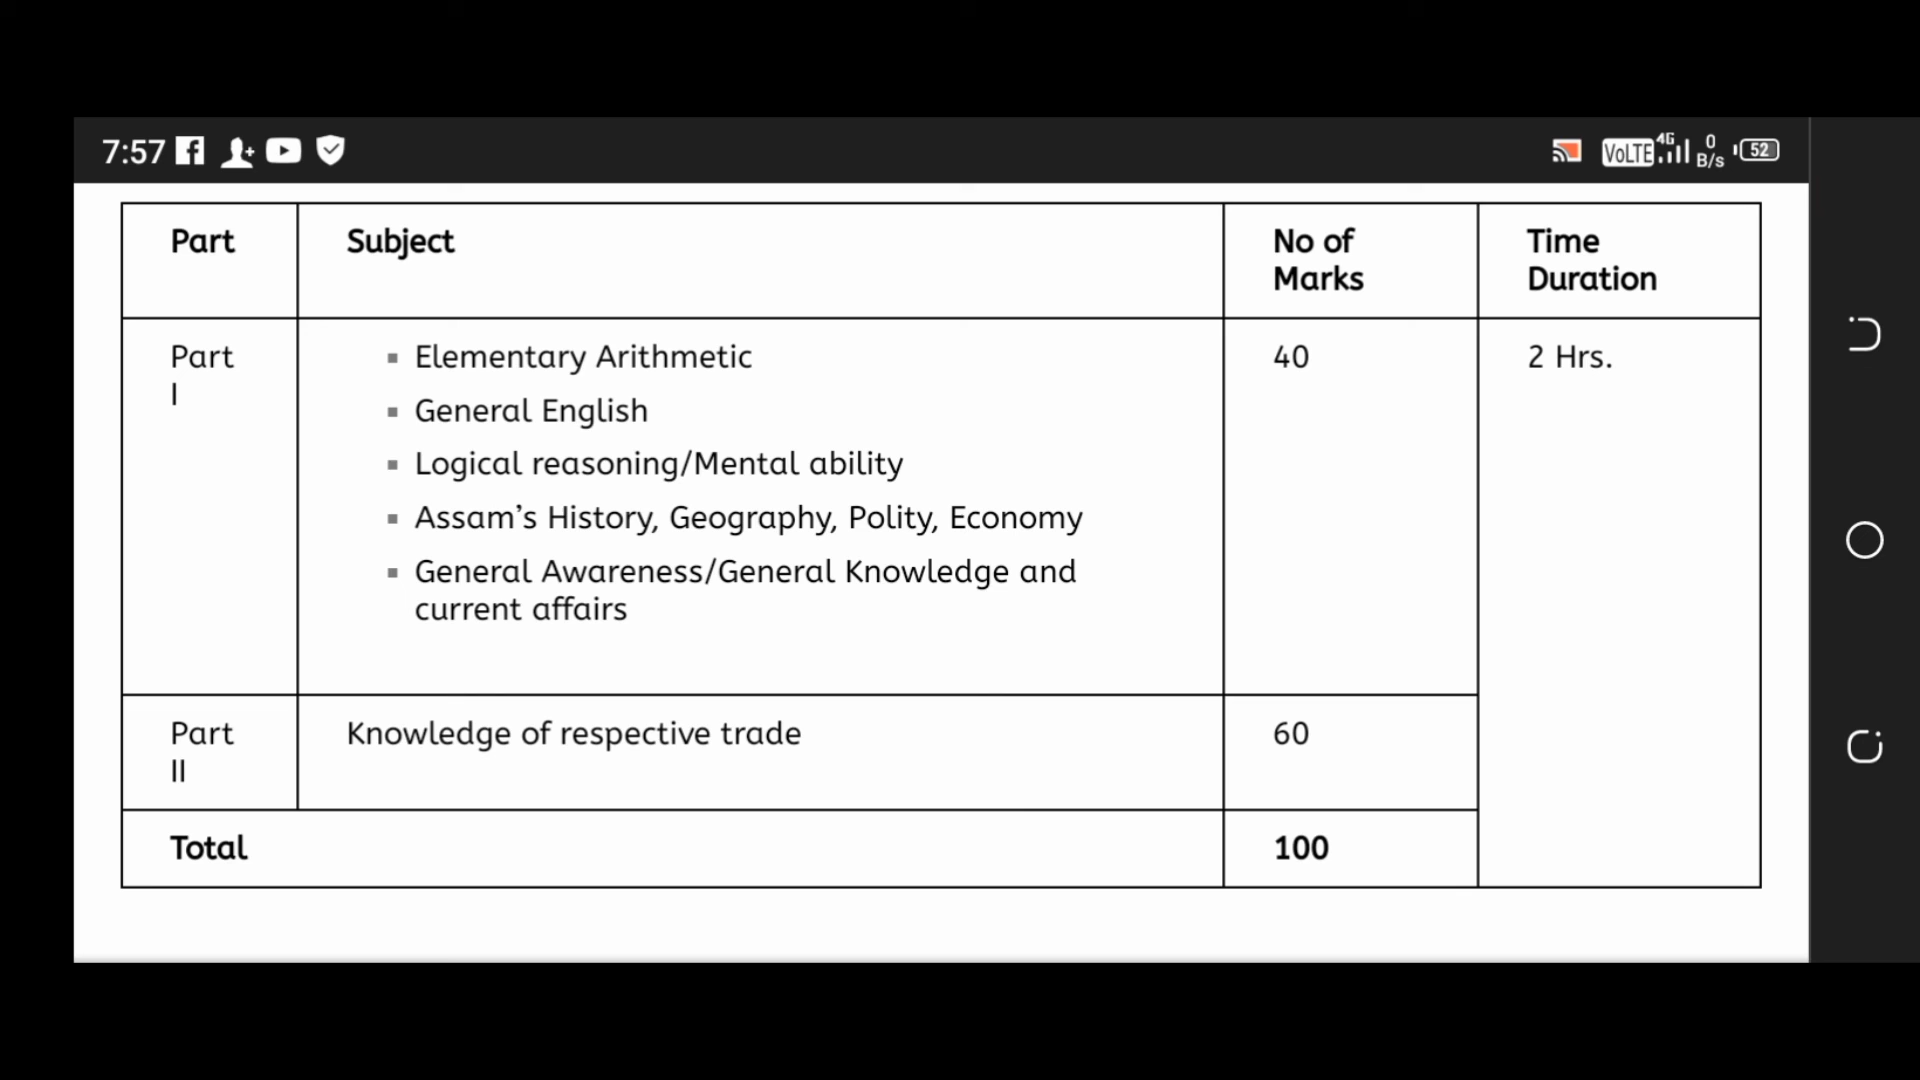 7:57
VoLTE 4G 0 B/s 52
Part Subject No of Marks Time Duration
Part I
Elementary Arithmetic
General English
Logical reasoning/Mental ability
Assam’s History, Geography, Polity, Economy
General Awareness/General Knowledge and
current affairs
40
2 Hrs.
Part II
Knowledge of respective trade
60
Total 100